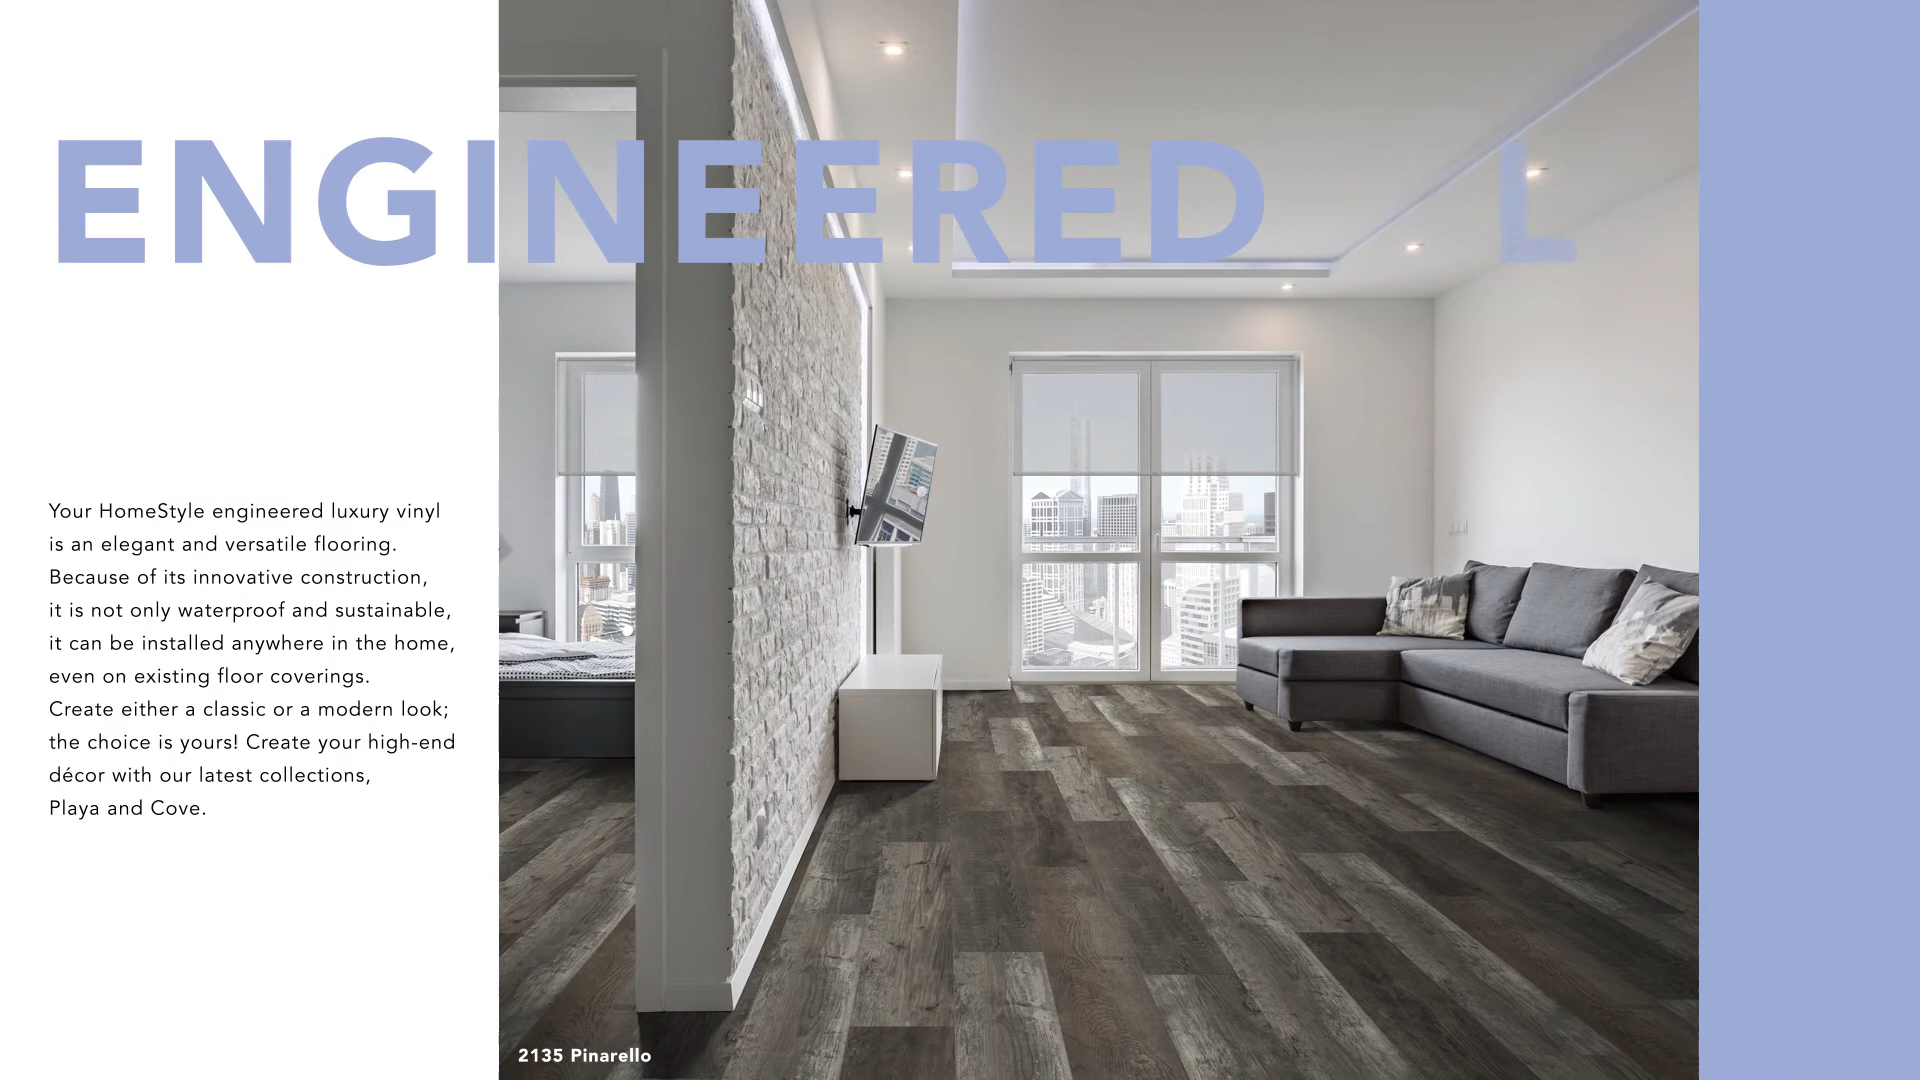 ENGINEERED L
Your HomeStyle engineered luxury vinyl
is an elegant and versatile flooring.
Because of its innovative construction,
it is not only waterproof and sustainable,
it can be installed anywhere in the home,
even on existing floor coverings.
Create either a classic or a modern look;
the choice is yours! Create your high-end
décor with our latest collections,
Playa and Cove.
2135 Pinarello